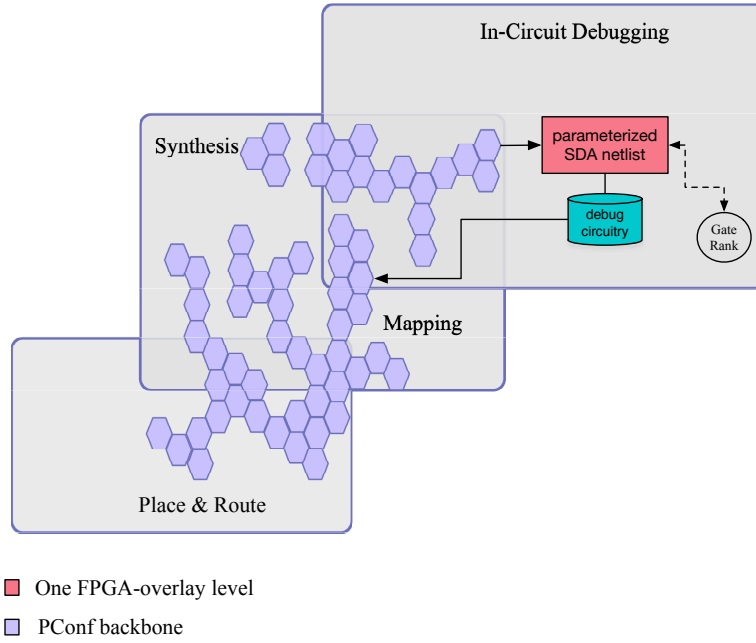 In-Circuit Debugging
Synthesis
parameterized
SDA netlist
debug
circuitry
Gate
Rank
Mapping
Place & Route
One FPGA-overlay level
PConf backbone